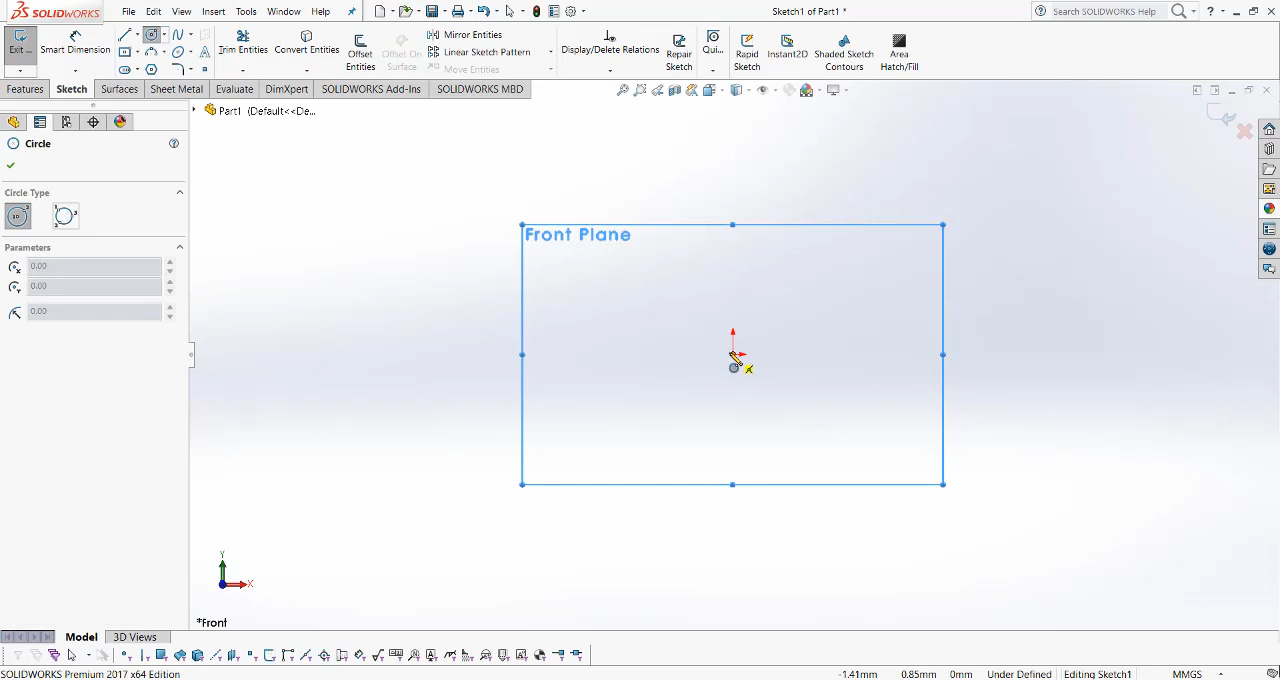 SOLIDWORKS File Edit View Insert Tools Window Help Sketch1 of Part1 * Search SOLIDWORKS Help
Exit ... Smart Dimension Trim Entities Convert Entities Offset Entities Offset On Surface Mirror Entities Linear Sketch Pattern Move Entities Display/Delete Relations Repair Sketch Qui... Rapid Sketch Instant2D Shaded Sketch Contours Area Hatch/Fill
Features Sketch Surfaces Sheet Metal Evaluate DimXpert SOLIDWORKS Add-Ins SOLIDWORKS MBD
Part1 (Default<<De...
Circle
Circle Type
Parameters
0.00
0.00
0.00
Front Plane
Y
X
*Front
Model 3D Views
SOLIDWORKS Premium 2017 x64 Edition -1.41mm 0.85mm 0mm Under Defined Editing Sketch1 MMGS